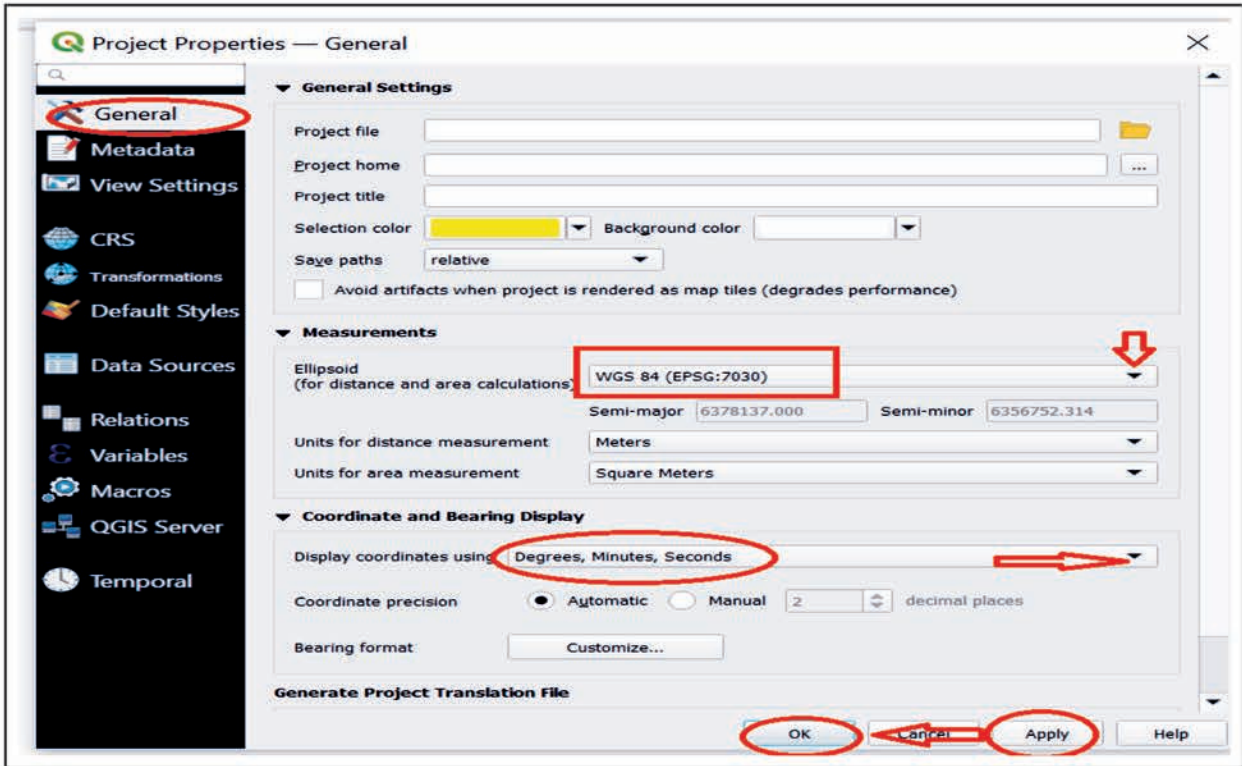 Project Properties — General
General
Metadata
View Settings
CRS
Transformations
Default Styles
Data Sources
Relations
Variables
Macros
QGIS Server
Temporal
General Settings
Project file
Project home
...
Project title
Selection color
Background color
Save paths relative
Avoid artifacts when project is rendered as map tiles (degrades performance)
Measurements
Ellipsoid
(for distance and area calculations) WGS 84 (EPSG:7030)
Semi-major 6378137.000 Semi-minor 6356752.314
Units for distance measurement Meters
Units for area measurement Square Meters
Coordinate and Bearing Display
Display coordinates using Degrees, Minutes, Seconds
Coordinate precision Automatic Manual 2 decimal places
Bearing format Customize...
Generate Project Translation File
OK Cancel Apply Help